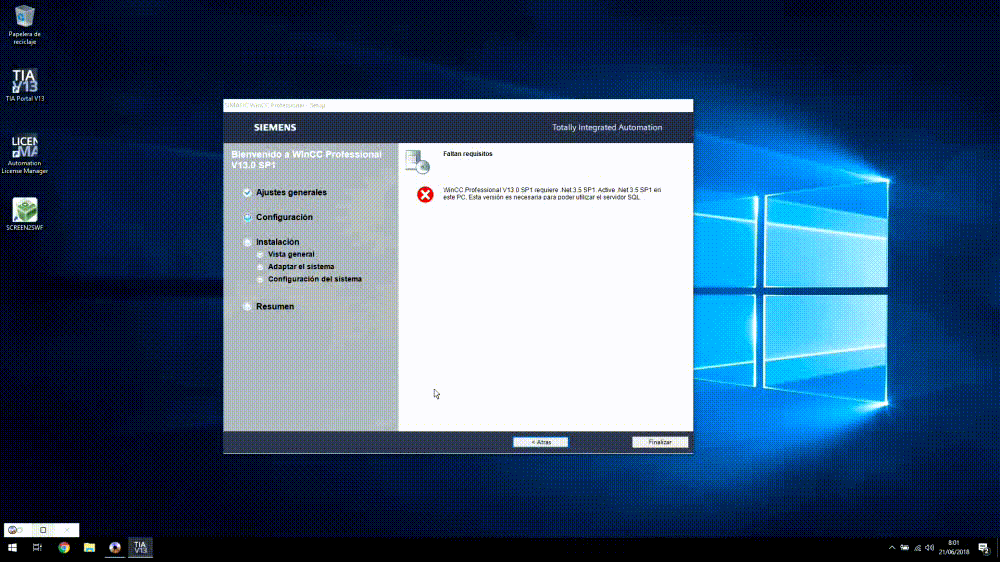 Papelera de
reciclaje
TIA
V13
TIA Portal V13
Automation
License Manager
SCREEN2SWF
SIMATIC WinCC Professional - Setup
SIEMENS
Totally Integrated Automation
Bienvenido a WinCC Professional
V13.0 SP1
Ajustes generales
Configuración
Instalación
Vista general
Adaptar el sistema
Configuración del sistema
Resumen
Faltan requisitos
WinCC Professional V13.0 SP1 requiere .Net 3.5 SP1. Active .Net 3.5 SP1 en
este PC. Esta versión es necesaria para poder utilizar el servidor SQL.
< Atrás
Finalizar
TIA
V13
8:01
21/06/2018
2